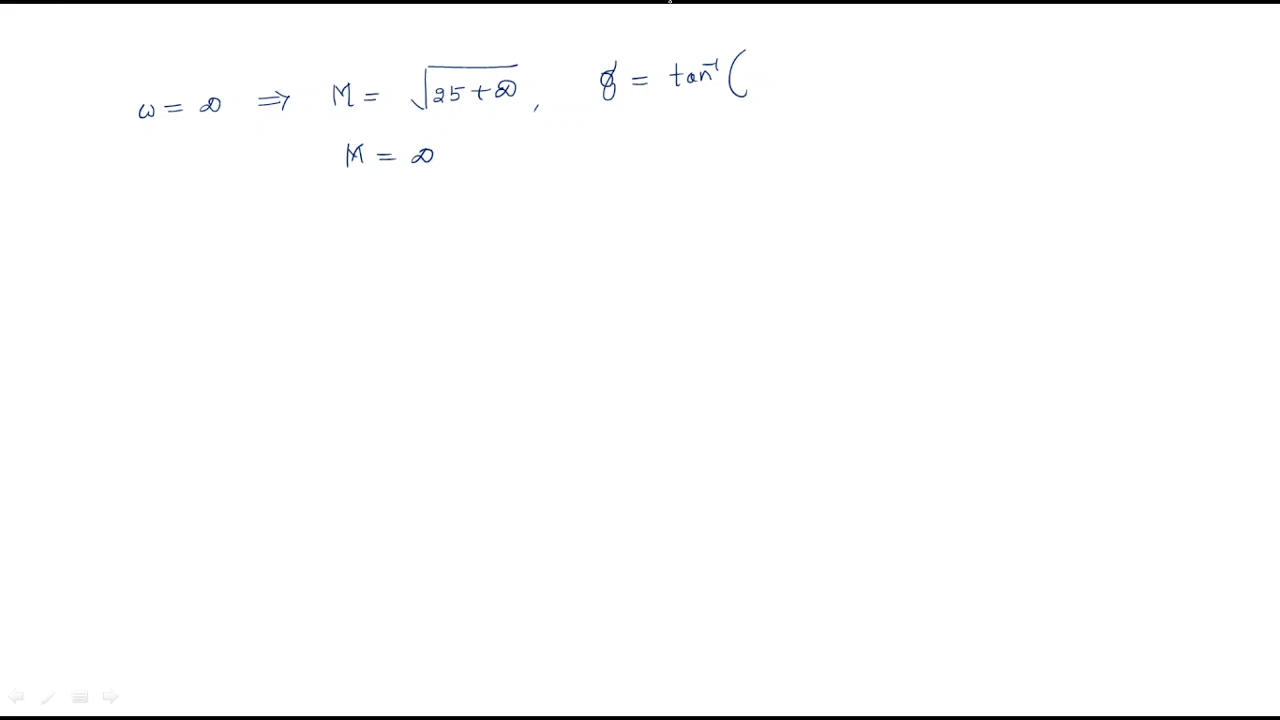 ω = ∞ ⇒ M = √25+∞ , φ = tan⁻¹ (
M = ∞